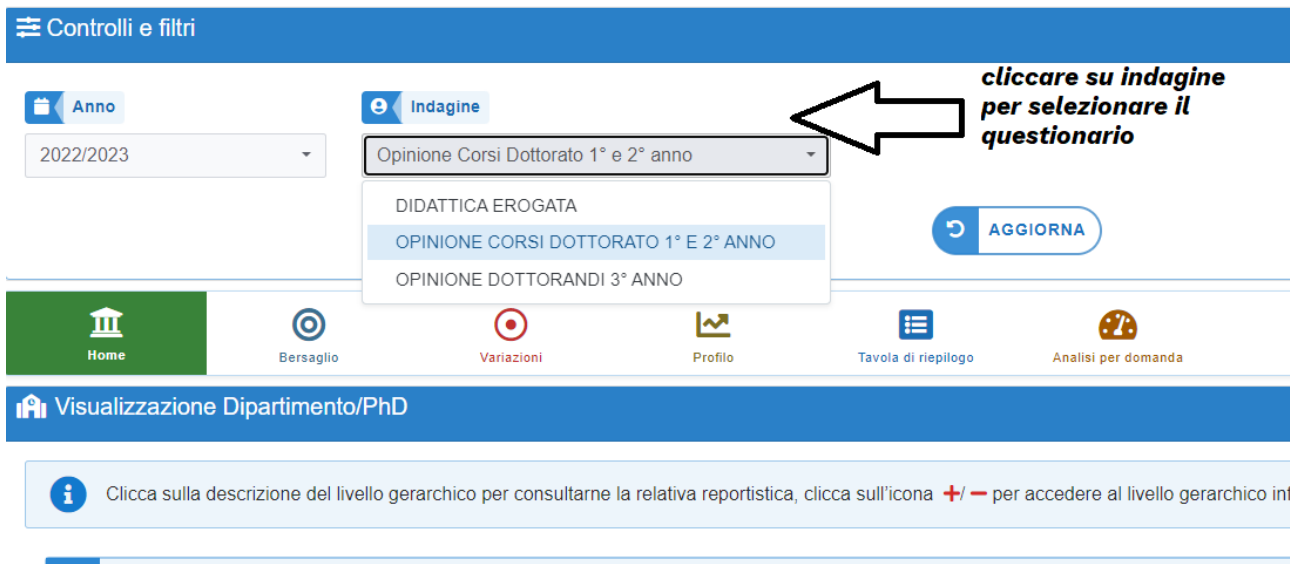 Controlli e filtri
Anno
Indagine
cliccare su indagine
per selezionare il
questionario
2022/2023
Opinione Corsi Dottorato 1° e 2° anno
DIDATTICA EROGATA
OPINIONE CORSI DOTTORATO 1° E 2° ANNO
OPINIONE DOTTORANDI 3° ANNO
AGGIORNA
Home
Bersaglio
Variazioni
Profilo
Tavola di riepilogo
Analisi per domanda
Visualizzazione Dipartimento/PhD
Clicca sulla descrizione del livello gerarchico per consultarne la relativa reportistica, clicca sull'icona +/- per accedere al livello gerarchico